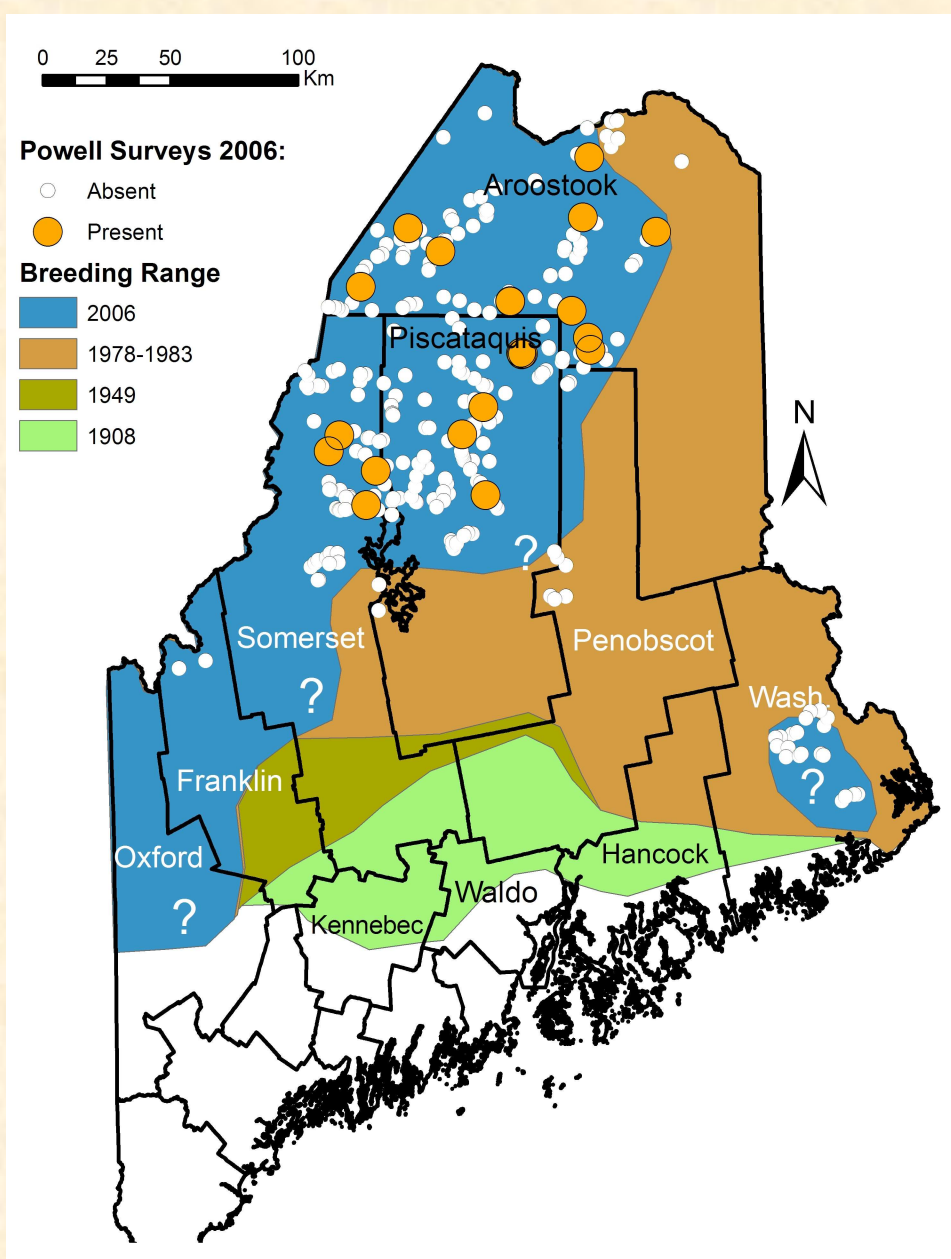 0 25 50 100
Km
Powell Surveys 2006:
Absent
Present
Breeding Range
2006
1978-1983
1949
1908
Aroostook
Piscataquis
N
?
Somerset
Penobscot
?
Wash.
Franklin
?
Oxford
Hancock
Waldo
?
Kennebec